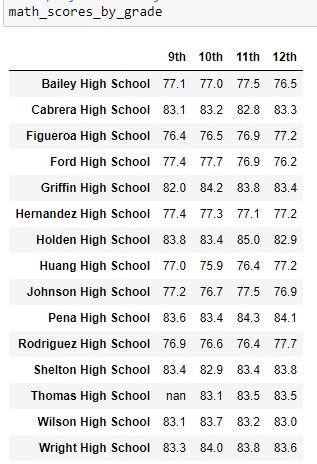 math_scores_by_grade
9th 10th 11th 12th
Bailey High School 77.1 77.0 77.5 76.5
Cabrera High School 83.1 83.2 82.8 83.3
Figueroa High School 76.4 76.5 76.9 77.2
Ford High School 77.4 77.7 76.9 76.2
Griffin High School 82.0 84.2 83.8 83.4
Hernandez High School 77.4 77.3 77.1 77.2
Holden High School 83.8 83.4 85.0 82.9
Huang High School 77.0 75.9 76.4 77.2
Johnson High School 77.2 76.7 77.5 76.9
Pena High School 83.6 83.4 84.3 84.1
Rodriguez High School 76.9 76.6 76.4 77.7
Shelton High School 83.4 82.9 83.4 83.8
Thomas High School nan 83.1 83.5 83.5
Wilson High School 83.1 83.7 83.2 83.0
Wright High School 83.3 84.0 83.8 83.6